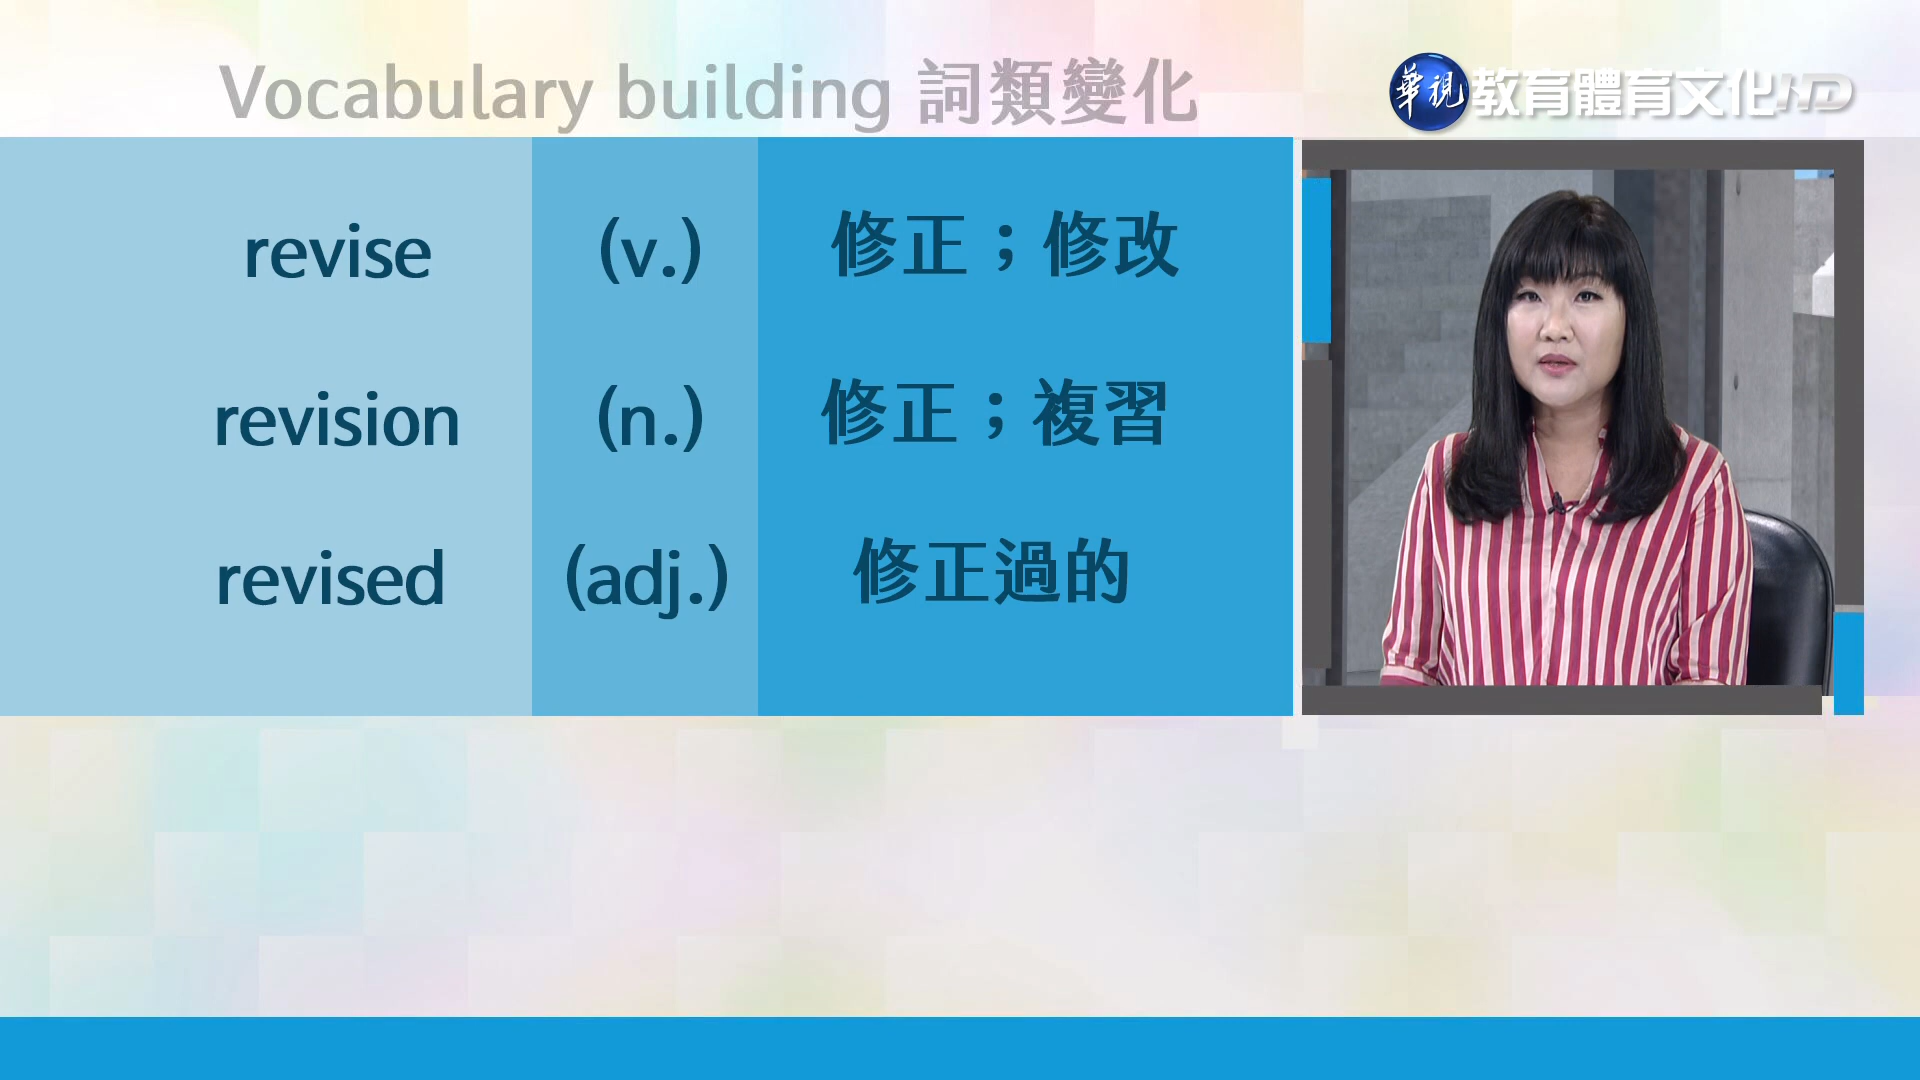 Vocabulary building 詞類變化
華視 教育體育文化HD
revise (v.) 修正；修改
revision (n.) 修正；複習
revised (adj.) 修正過的